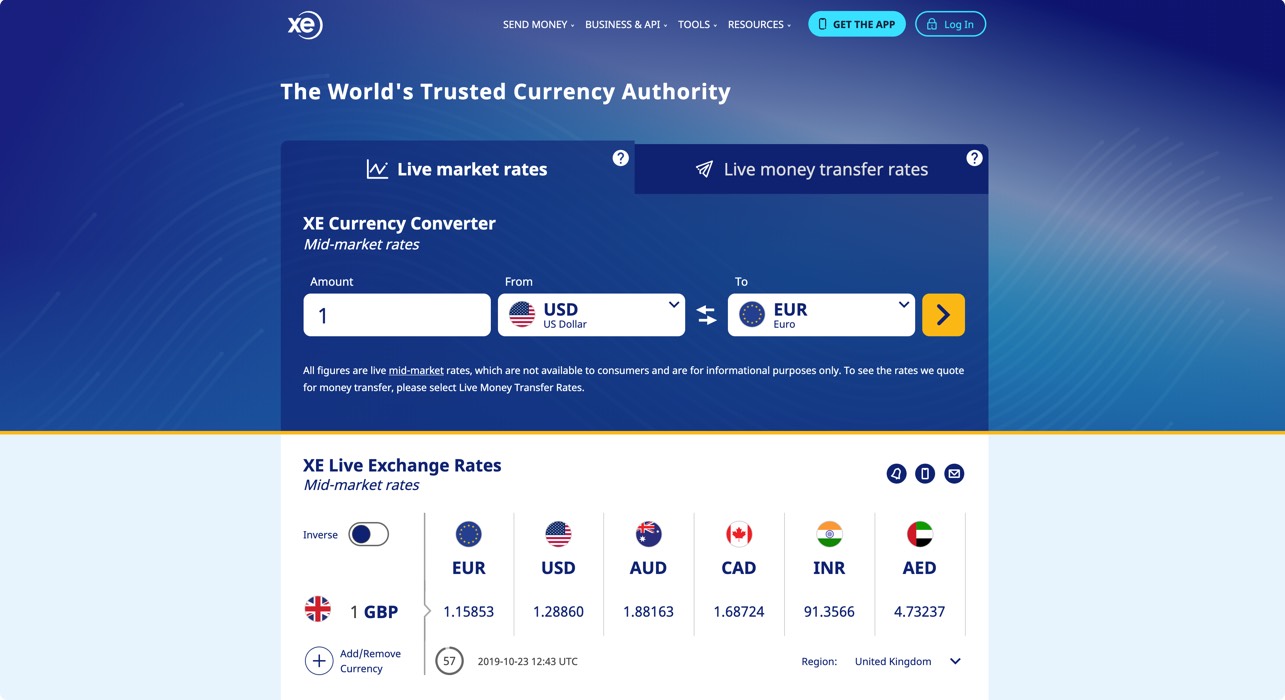 xe
SEND MONEY
BUSINESS & API
TOOLS
RESOURCES
GET THE APP
Log In
The World's Trusted Currency Authority
Live market rates
?
Live money transfer rates
?
XE Currency Converter
Mid-market rates
Amount
From
To
1
USD
US Dollar
EUR
Euro
All figures are live mid-market rates, which are not available to consumers and are for informational purposes only. To see the rates we quote
for money transfer, please select Live Money Transfer Rates.
XE Live Exchange Rates
Mid-market rates
Inverse
EUR
USD
AUD
CAD
INR
AED
1 GBP
1.15853
1.28860
1.88163
1.68724
91.3566
4.73237
Add/Remove
Currency
57
2019-10-23 12:43 UTC
Region:
United Kingdom